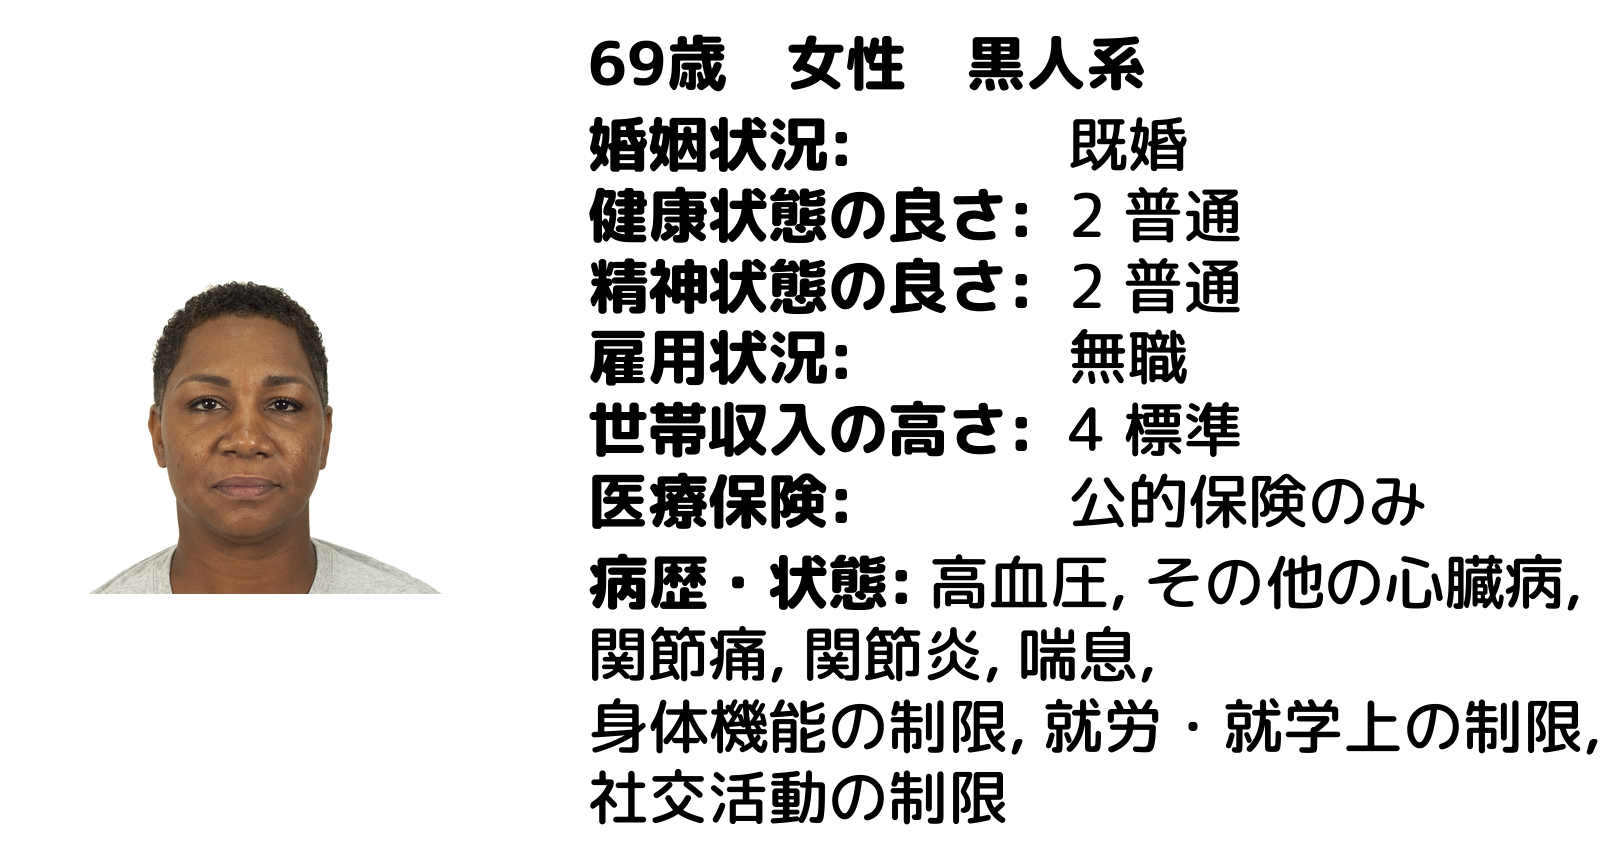 69歳　女性　黒人系
婚姻状況: 既婚
健康状態の良さ: 2 普通
精神状態の良さ: 2 普通
雇用状況: 無職
世帯収入の高さ: 4 標準
医療保険: 公的保険のみ
病歴・状態: 高血圧, その他の心臓病,
関節痛, 関節炎, 喘息,
身体機能の制限, 就労・就学上の制限,
社交活動の制限